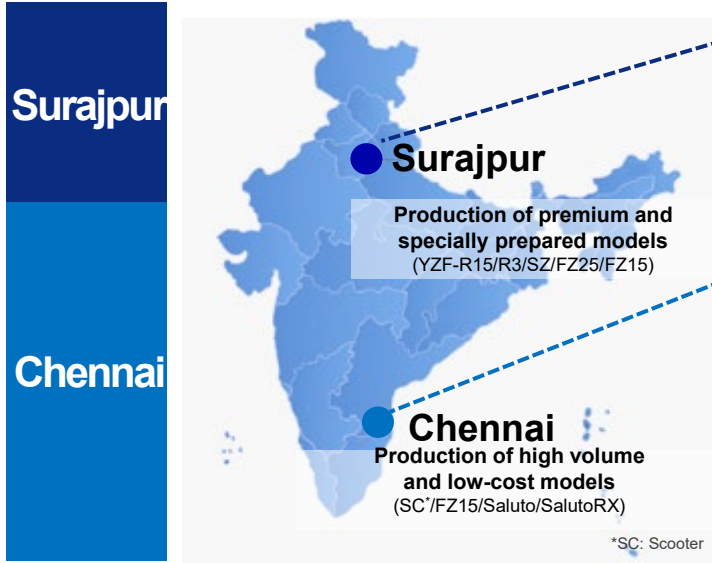 Surajpur
Chennai
Surajpur
Production of premium and
specially prepared models
(YZF-R15/R3/SZ/FZ25/FZ15)
Chennai
Production of high volume
and low-cost models
(SC*/FZ15/Saluto/SalutoRX)
*SC: Scooter